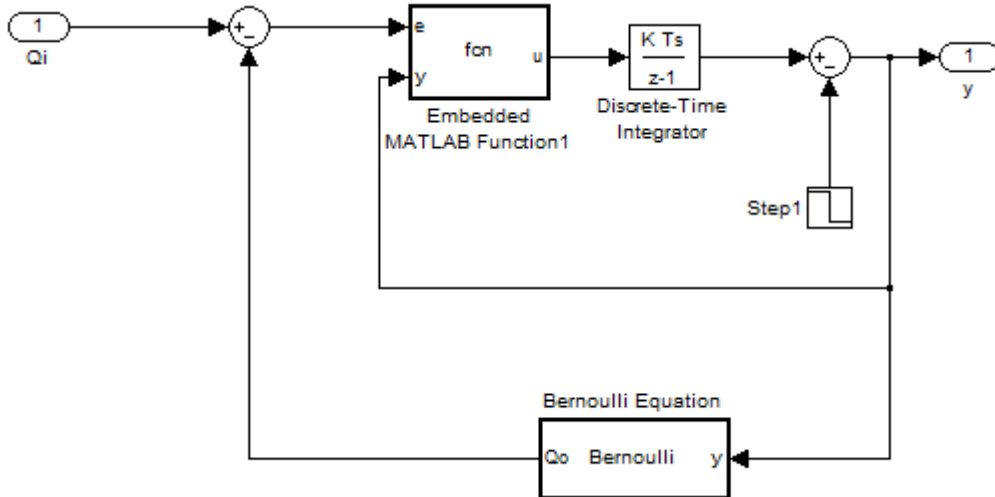 1
Qi
+
−
e
y
fcn
u
Embedded
MATLAB Function1
K Ts
z-1
Discrete-Time
Integrator
+
−
1
y
Step1
Bernoulli Equation
Qo
Bernoulli
y